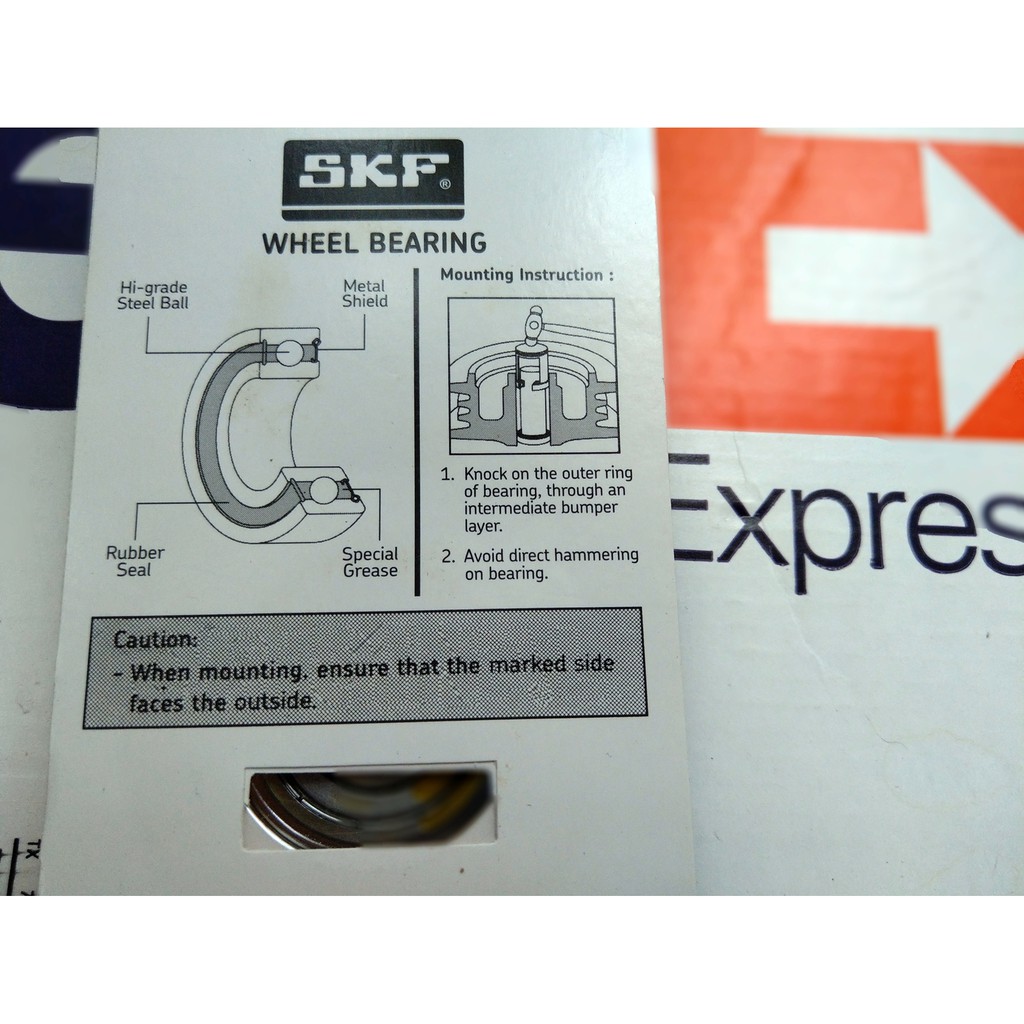 SKF®
WHEEL BEARING
Hi-grade
Steel Ball
Metal
Shield
Rubber
Seal
Special
Grease
Mounting Instruction :
1. Knock on the outer ring
of bearing, through an
intermediate bumper
layer.
2. Avoid direct hammering
on bearing.
Caution:
- When mounting, ensure that the marked side
faces the outside.
Expres
TX